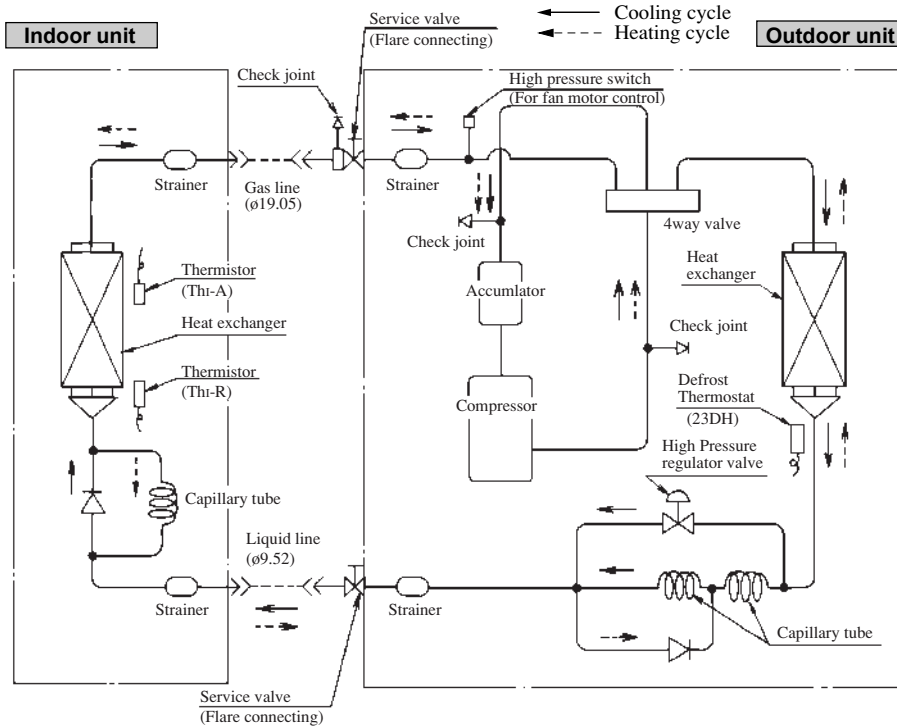 Service valve
(Flare connecting)
Cooling cycle
Heating cycle
Indoor unit
Outdoor unit
Check joint
High pressure switch
(For fan motor control)
Strainer
Gas line
(ø19.05)
Strainer
4way valve
Check joint
Thermistor
(ThI-A)
Heat exchanger
Accumlator
Heat
exchanger
Check joint
Thermistor
(ThI-R)
Compressor
Defrost
Thermostat
(23DH)
High Pressure
regulator valve
Capillary tube
Liquid line
(ø9.52)
Strainer
Strainer
Capillary tube
Service valve
(Flare connecting)